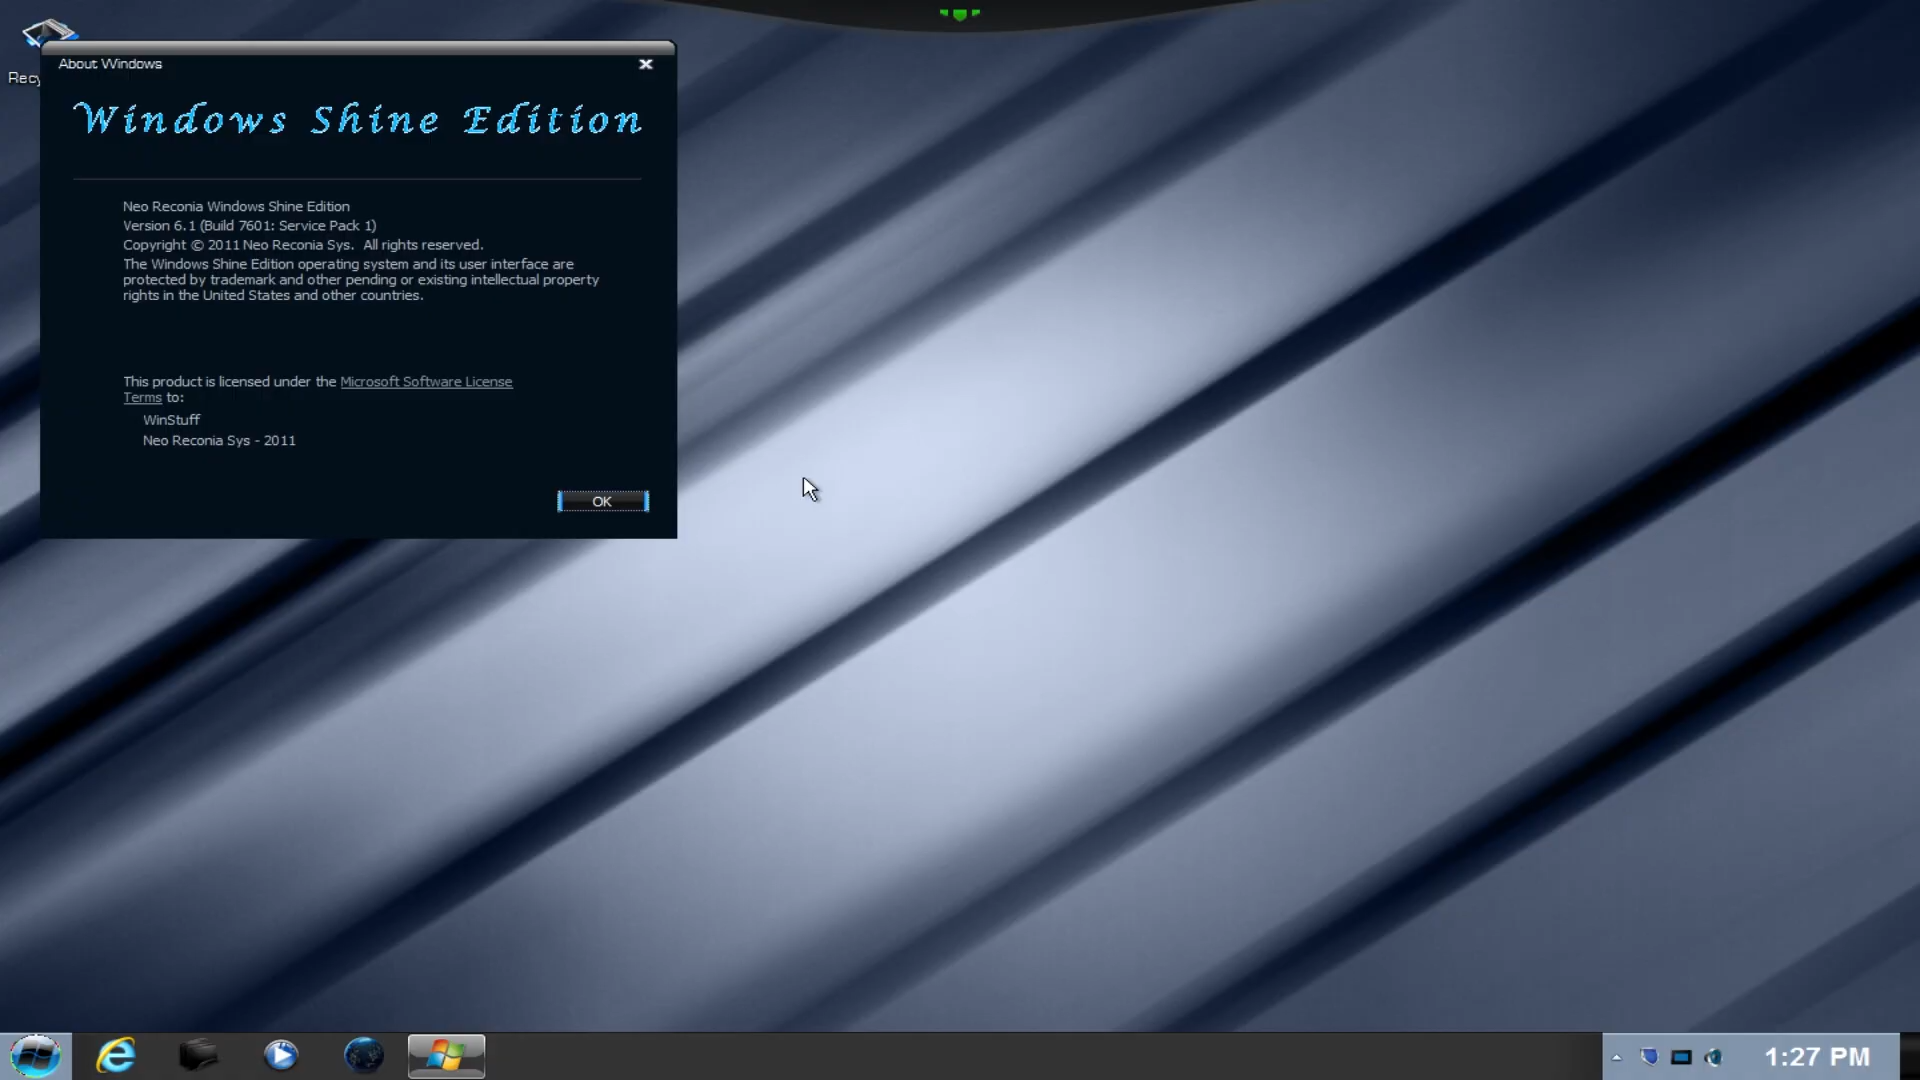 Recy
About Windows
Windows Shine Edition
Neo Reconia Windows Shine Edition
Version 6.1 (Build 7601: Service Pack 1)
Copyright © 2011 Neo Reconia Sys.  All rights reserved.
The Windows Shine Edition operating system and its user interface are
protected by trademark and other pending or existing intellectual property
rights in the United States and other countries.
This product is licensed under the Microsoft Software License
Terms to:
WinStuff
Neo Reconia Sys - 2011
OK
1:27 PM